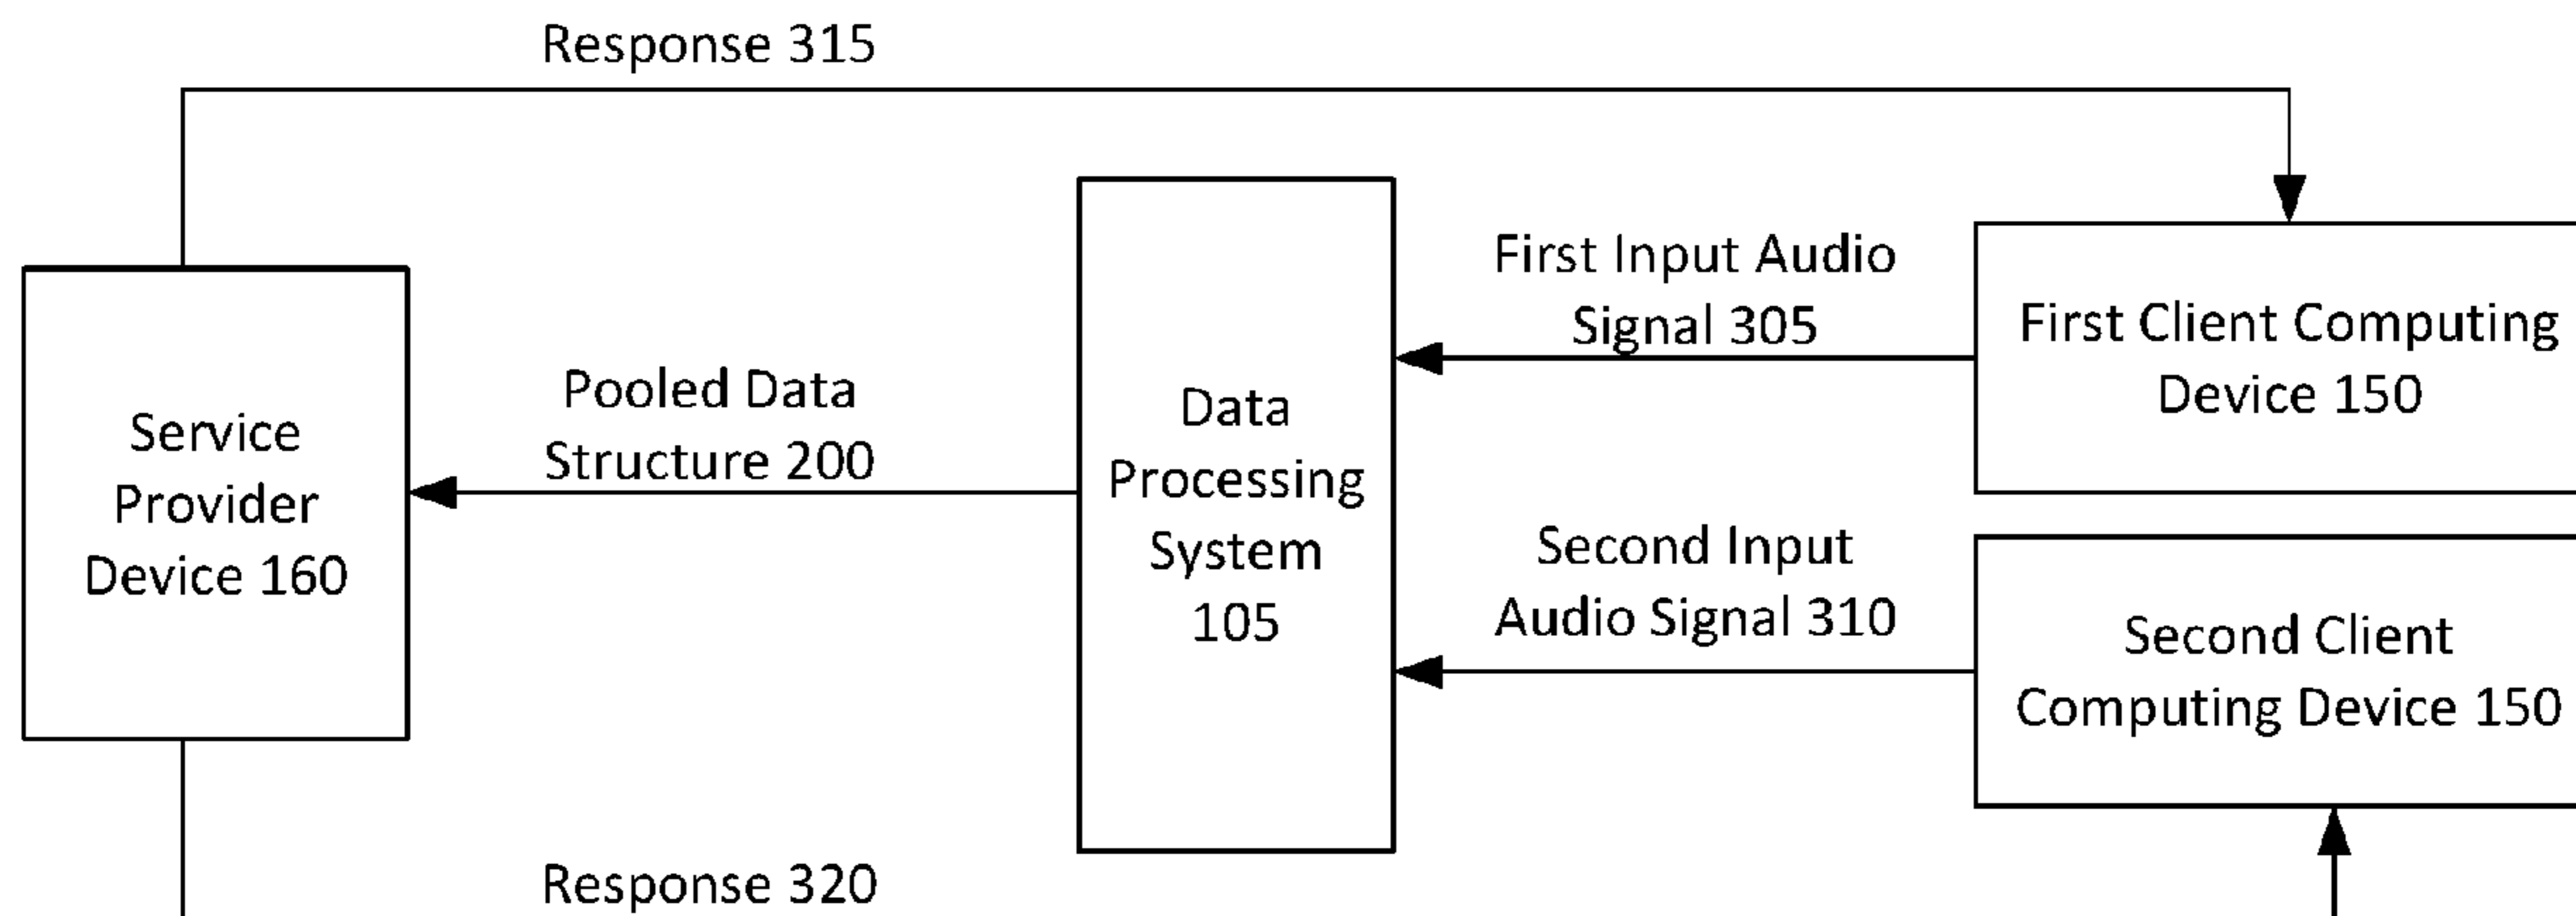 Response 315
First Input Audio
Signal 305
First Client Computing
Device 150
Pooled Data
Structure 200
Data
Processing
System
105
Service
Provider
Device 160
Second Input
Audio Signal 310
Second Client
Computing Device 150
Response 320